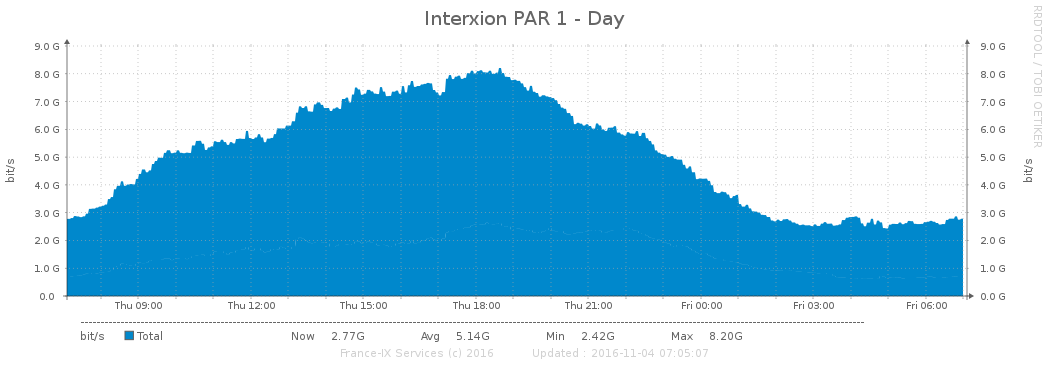 Interxion PAR 1 - Day
RRDTOOL / TOBI OETIKER
bit/s
bit/s
9.0 G 9.0 G
8.0 G 8.0 G
7.0 G 7.0 G
6.0 G 6.0 G
5.0 G 5.0 G
4.0 G 4.0 G
3.0 G 3.0 G
2.0 G 2.0 G
1.0 G 1.0 G
0.0 0.0 G
Thu 09:00 Thu 12:00 Thu 15:00 Thu 18:00 Thu 21:00 Fri 00:00 Fri 03:00 Fri 06:00
bit/s Total Now 2.77G Avg 5.14G Min 2.42G Max 8.20G
France-IX Services (c) 2016 Updated : 2016-11-04 07:05:07